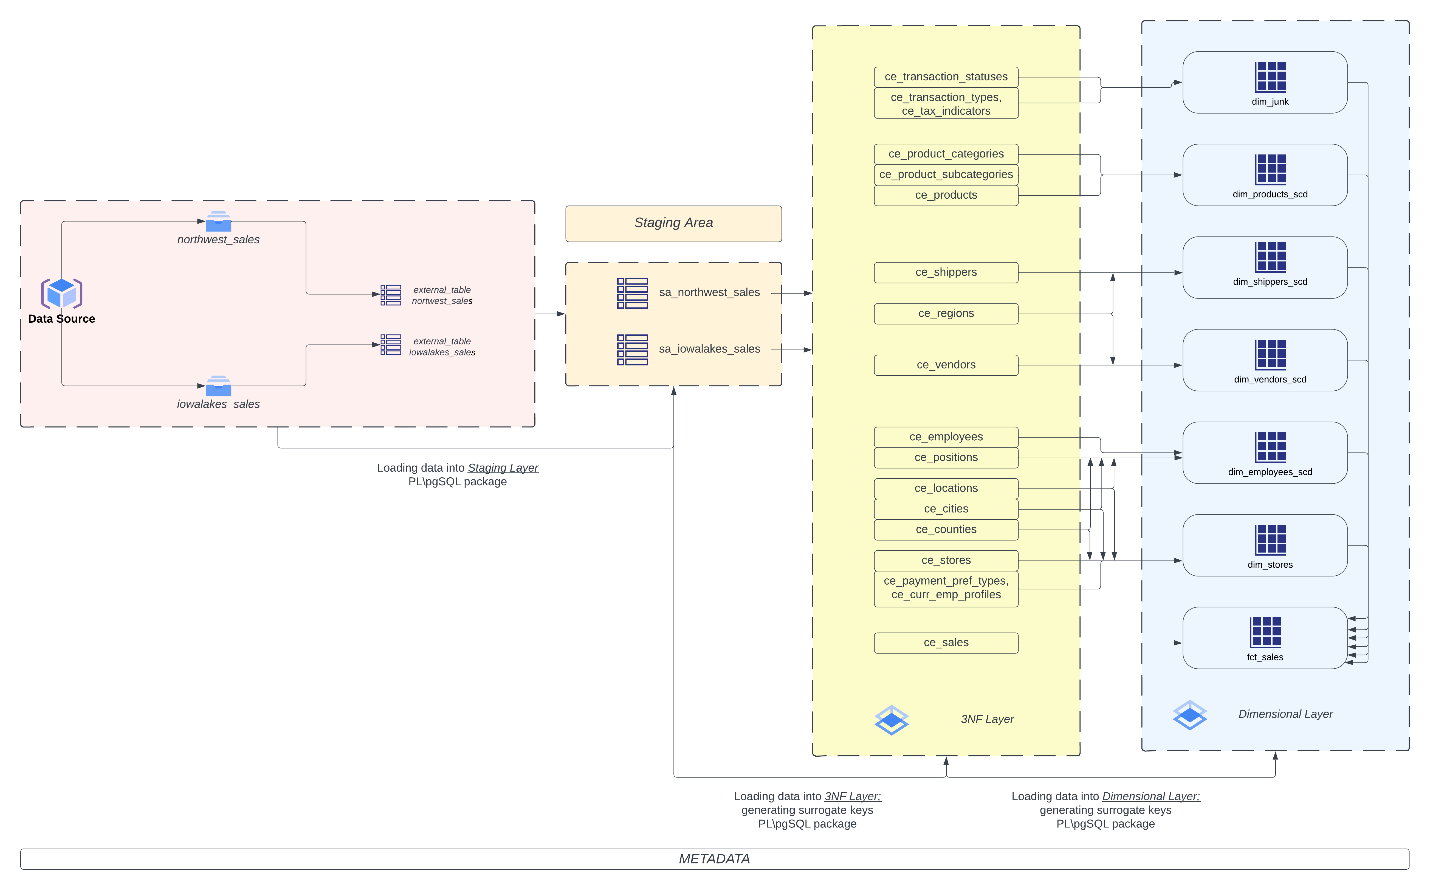 northwest_sales
Data Source
external_table
nortwest_sales
external_table
iowalakes_sales
iowalakes_sales
Loading data into Staging Layer
PL\pgSQL package
Staging Area
sa_northwest_sales
sa_iowalakes_sales
ce_transaction_statuses
ce_transaction_types,
ce_tax_indicators
ce_product_categories
ce_product_subcategories
ce_products
ce_shippers
ce_regions
ce_vendors
ce_employees
ce_positions
ce_locations
ce_cities
ce_counties
ce_stores
ce_payment_pref_types,
ce_curr_emp_profiles
ce_sales
3NF Layer
dim_junk
dim_products_scd
dim_shippers_scd
dim_vendors_scd
dim_employees_scd
dim_stores
fct_sales
Dimensional Layer
Loading data into 3NF Layer:
generating surrogate keys
PL\pgSQL package
Loading data into Dimensional Layer:
generating surrogate keys
PL\pgSQL package
METADATA